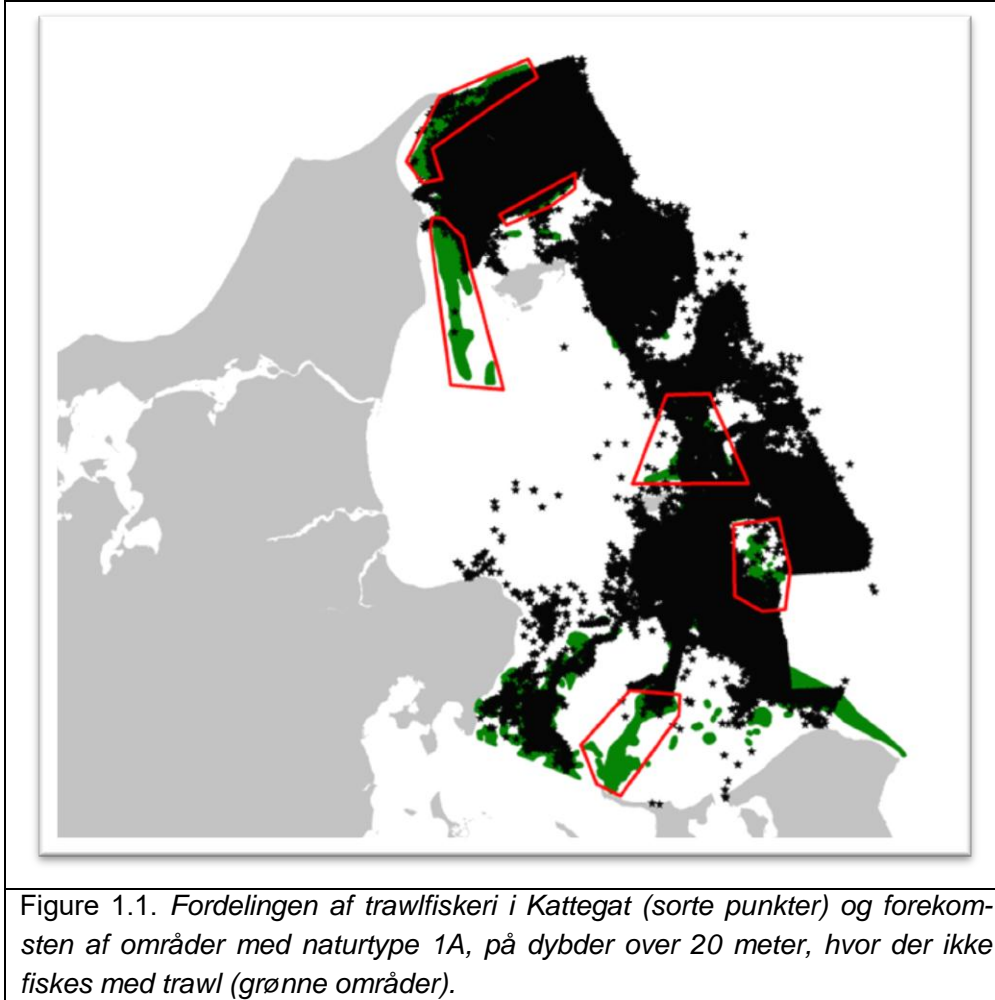 Figure 1.1. Fordelingen af trawlfiskeri i Kattegat (sorte punkter) og forekom-
sten af områder med naturtype 1A, på dybder over 20 meter, hvor der ikke
fiskes med trawl (grønne områder).